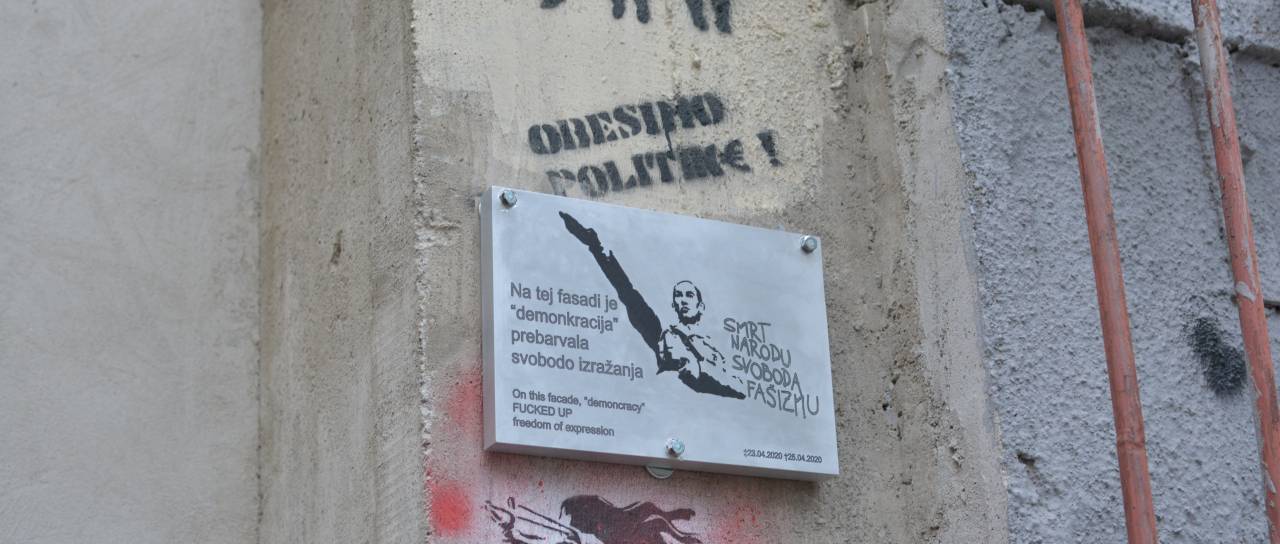 OBESIMO
POLITIK€ !
Na tej fasadi je
"demonkracija"
prebarvala
svobodo izražanja
SMRT
NARODU
SVOBODA
FAŠIZMU
On this facade, "demoncracy"
FUCKED UP
freedom of expression
‡23.04.2020 †25.04.2020